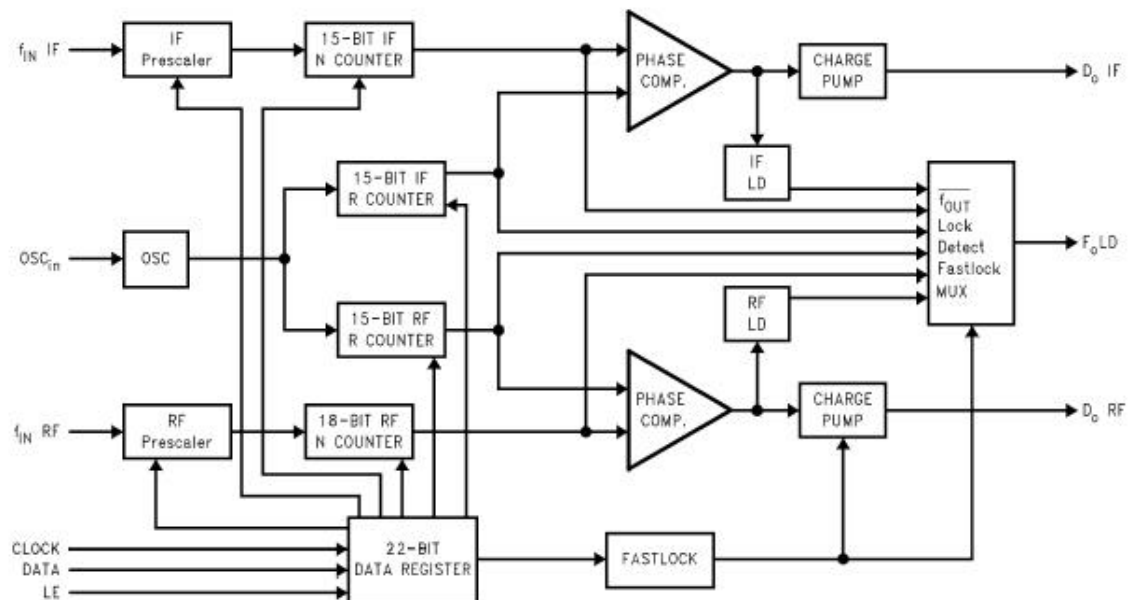 f_IN IF
IF
Prescaler
15-BIT IF
N COUNTER
PHASE
COMP.
CHARGE
PUMP
D_o IF
IF
LD
15-BIT IF
R COUNTER
OSC_in
OSC
15-BIT RF
R COUNTER
f_OUT
Lock
Detect
Fastlock
MUX
F_oLD
RF
LD
f_IN RF
RF
Prescaler
18-BIT RF
N COUNTER
PHASE
COMP.
CHARGE
PUMP
D_o RF
CLOCK
DATA
LE
22-BIT
DATA REGISTER
FASTLOCK